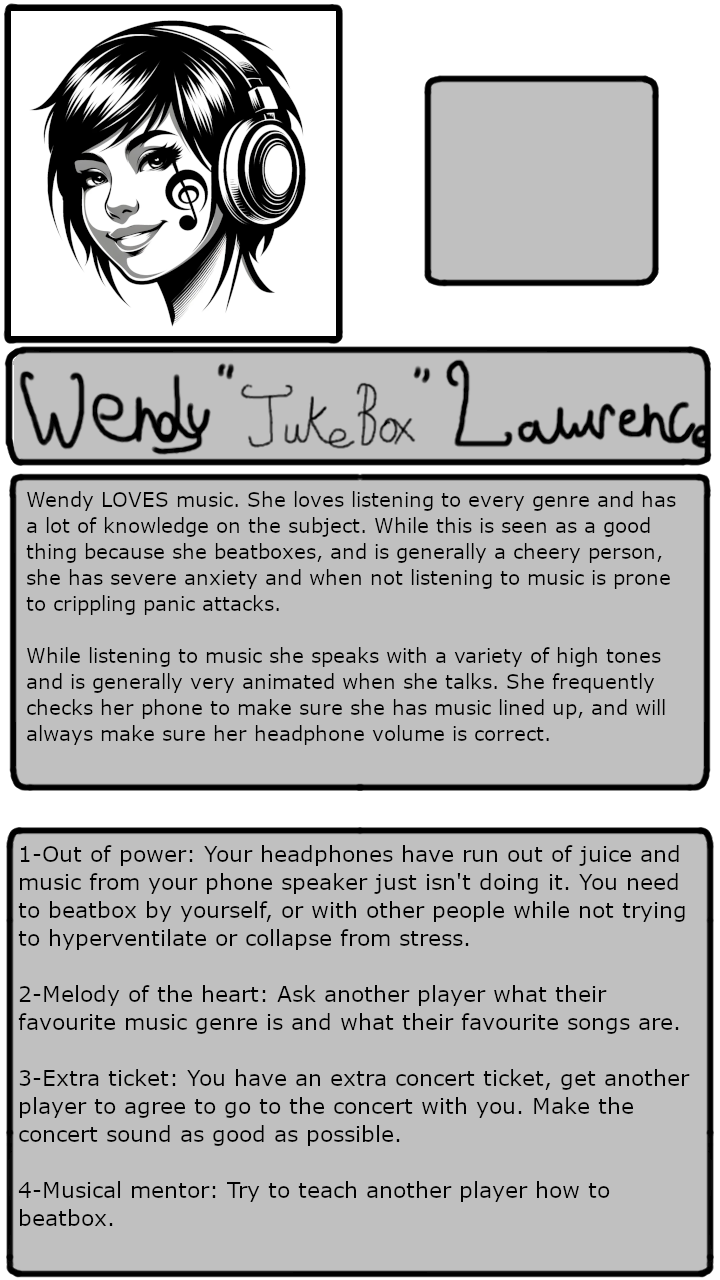 Wendy "JukeBox" Lawrence
Wendy LOVES music. She loves listening to every genre and has
a lot of knowledge on the subject. While this is seen as a good
thing because she beatboxes, and is generally a cheery person,
she has severe anxiety and when not listening to music is prone
to crippling panic attacks.
While listening to music she speaks with a variety of high tones
and is generally very animated when she talks. She frequently
checks her phone to make sure she has music lined up, and will
always make sure her headphone volume is correct.
1-Out of power: Your headphones have run out of juice and
music from your phone speaker just isn't doing it. You need
to beatbox by yourself, or with other people while not trying
to hyperventilate or collapse from stress.
2-Melody of the heart: Ask another player what their
favourite music genre is and what their favourite songs are.
3-Extra ticket: You have an extra concert ticket, get another
player to agree to go to the concert with you. Make the
concert sound as good as possible.
4-Musical mentor: Try to teach another player how to
beatbox.